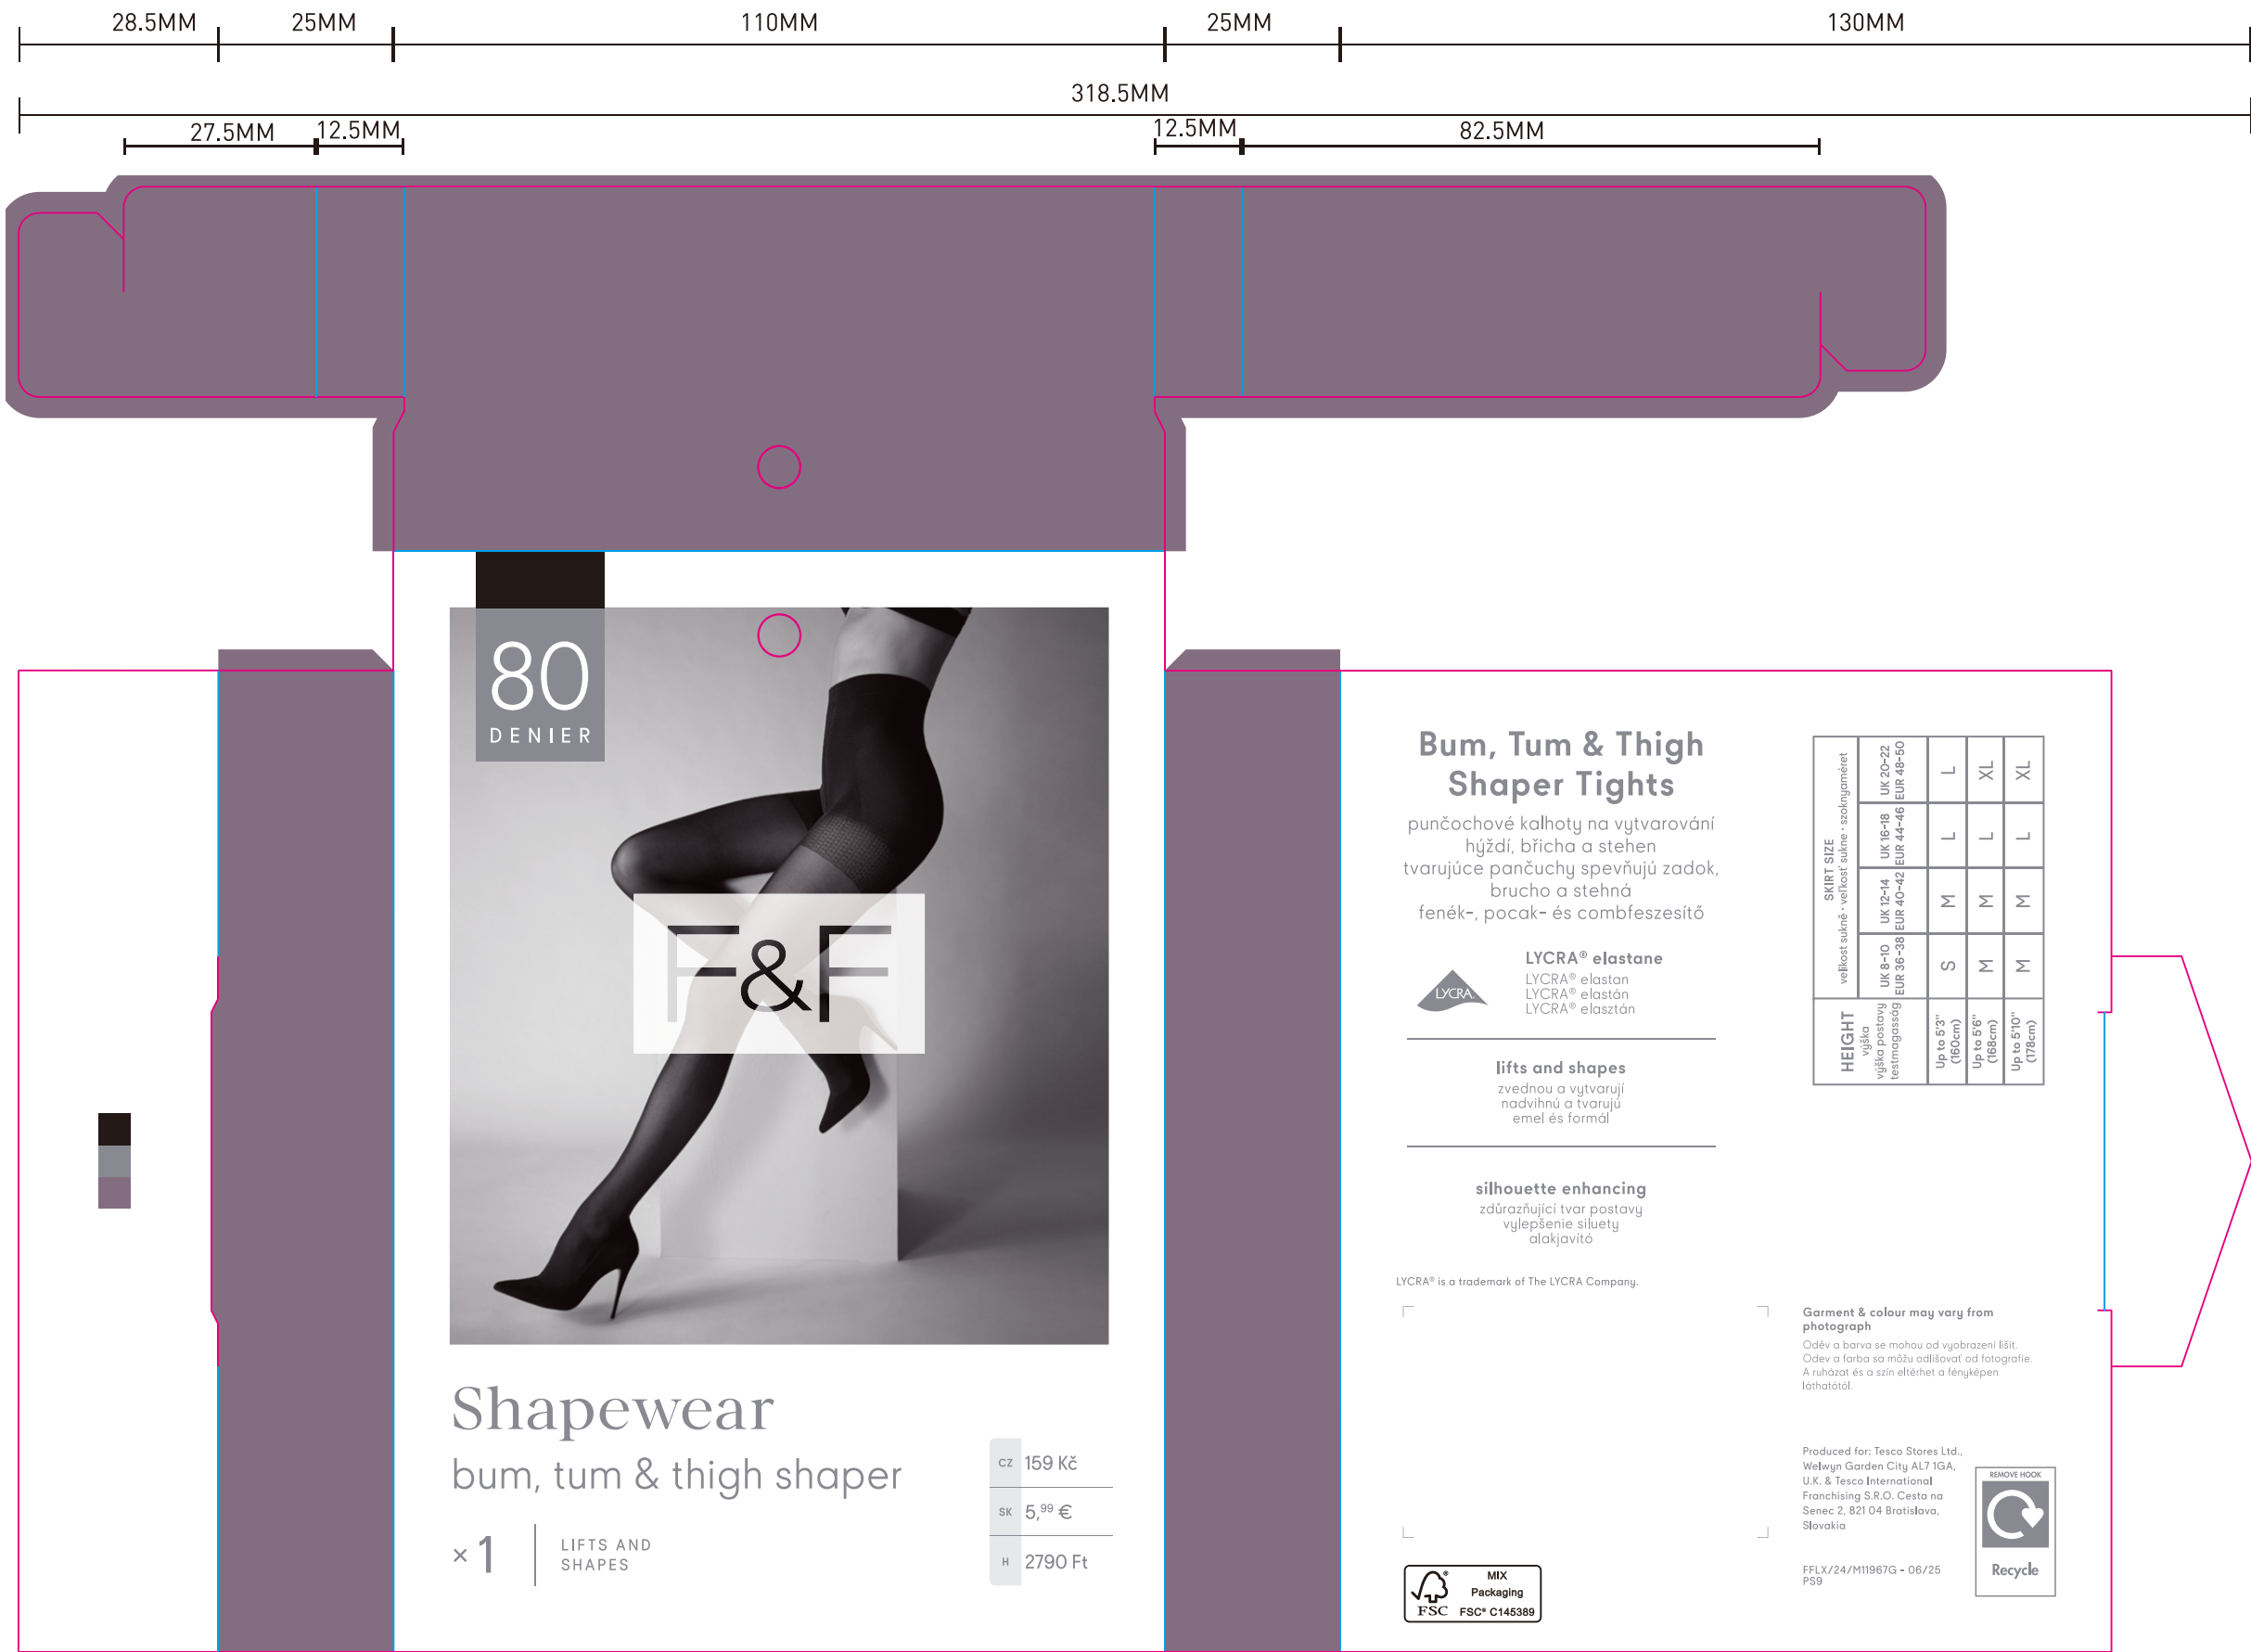 28.5MM 25MM 110MM 25MM 130MM
318.5MM
27.5MM 12.5MM 12.5MM 82.5MM
80
DENIER
F&F
Shapewear
bum, tum & thigh shaper
× 1
LIFTS AND
SHAPES
CZ 159 Kč
SK 5,99 €
H 2790 Ft
Bum, Tum & Thigh
Shaper Tights
punčochové kalhoty na vytvarování
hýždí, břicha a stehen
tvarujúce pančuchy spevňujú zadok,
brucho a stehná
fenék-, pocak- és combfeszesítő
LYCRA
LYCRA® elastane
LYCRA® elastan
LYCRA® elastán
LYCRA® elasztán
lifts and shapes
zvednou a vytvarují
nadvihnú a tvarujú
emel és formál
silhouette enhancing
zdůrazňující tvar postavy
vylepšenie siluety
alakjavító
LYCRA® is a trademark of The LYCRA Company.
FSC®
MIX
Packaging
FSC® C145389
HEIGHT
výška
výška postavy
testmagasság
SKIRT SIZE
velikost sukně • veľkosť sukne • szoknyaméret
UK 8-10 UK 12-14 UK 16-18 UK 20-22
EUR 36-38 EUR 40-42 EUR 44-46 EUR 48-50
Up to 5'3"
(160cm)
S M L L
Up to 5'6"
(168cm)
M M L XL
Up to 5'10"
(178cm)
M M L XL
Garment & colour may vary from
photograph
Oděv a barva se mohou od vyobrazení lišit.
Odev a farba sa môžu odlišovať od fotografie.
A ruházat és a szín eltérhet a fényképen
láthatótól.
Produced for: Tesco Stores Ltd.,
Welwyn Garden City AL7 1GA,
U.K. & Tesco International
Franchising S.R.O. Cesta na
Senec 2, 821 04 Bratislava,
Slovakia
FFLX/24/M11967G - 06/25
PS9
REMOVE HOOK
Recycle